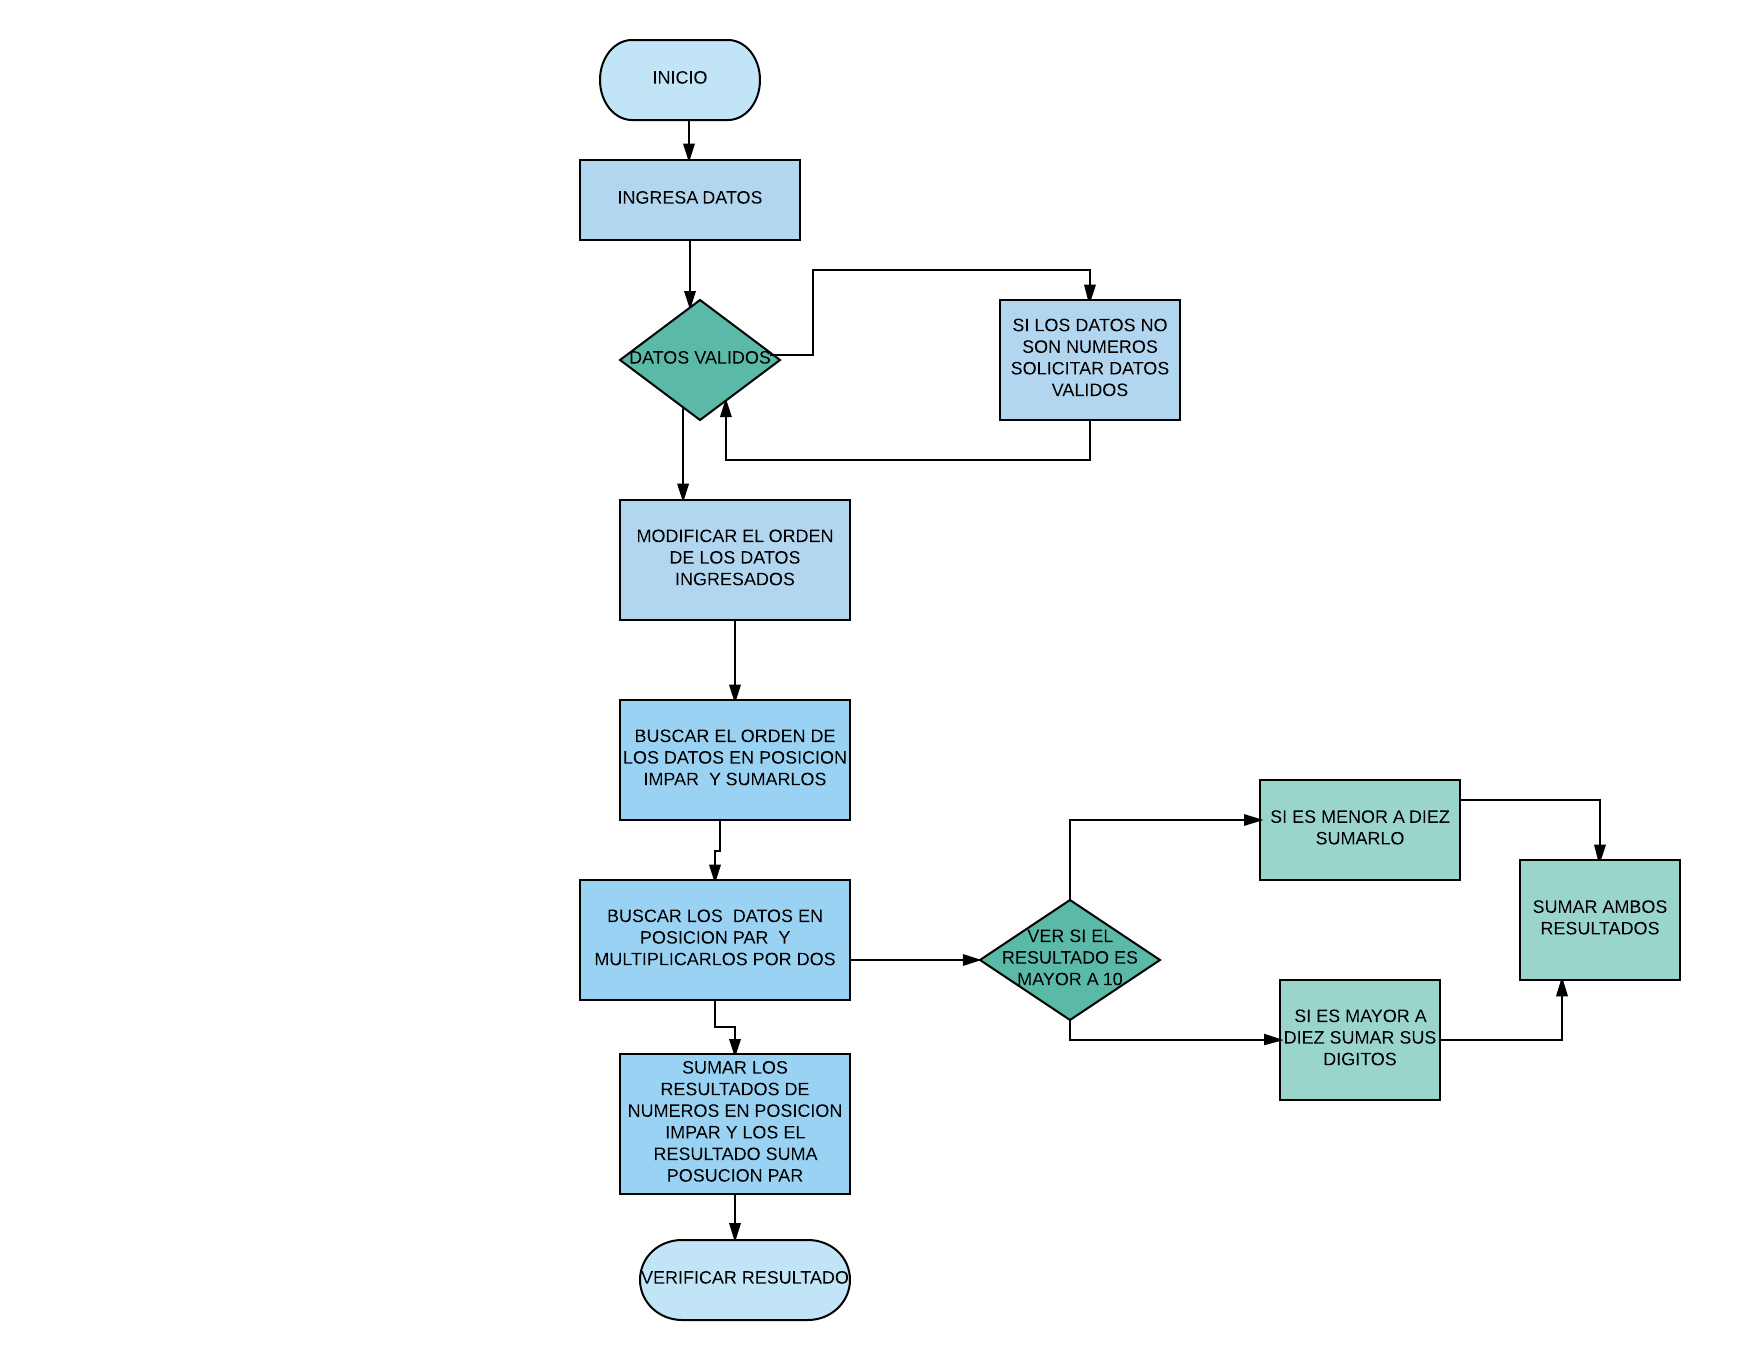 INICIO
INGRESA DATOS
DATOS VALIDOS
SI LOS DATOS NO
SON NUMEROS
SOLICITAR DATOS
VALIDOS
MODIFICAR EL ORDEN
DE LOS DATOS
INGRESADOS
BUSCAR EL ORDEN DE
LOS DATOS EN POSICION
IMPAR  Y SUMARLOS
BUSCAR LOS  DATOS EN
POSICION PAR  Y
MULTIPLICARLOS POR DOS
VER SI EL
RESULTADO ES
MAYOR A 10
SI ES MENOR A DIEZ
SUMARLO
SI ES MAYOR A
DIEZ SUMAR SUS
DIGITOS
SUMAR AMBOS
RESULTADOS
SUMAR LOS
RESULTADOS DE
NUMEROS EN POSICION
IMPAR Y LOS EL
RESULTADO SUMA
POSUCION PAR
VERIFICAR RESULTADO